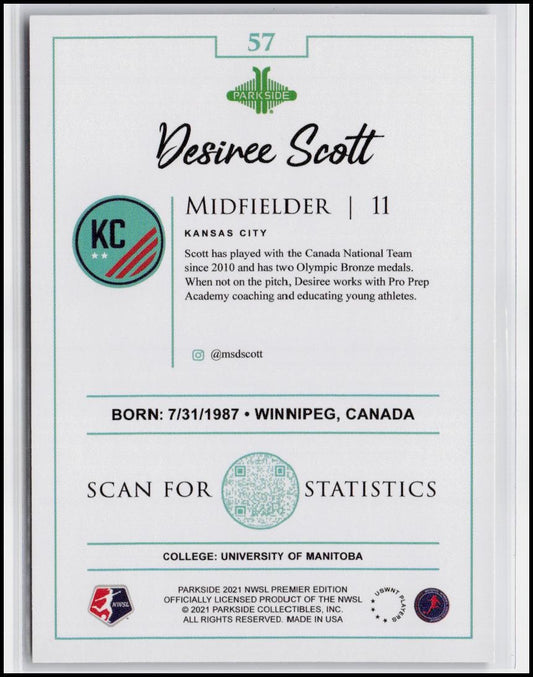 57
PARKSIDE
Desiree Scott
MIDFIELDER | 11
KC
KANSAS CITY
Scott has played with the Canada National Team
since 2010 and has two Olympic Bronze medals.
When not on the pitch, Desiree works with Pro Prep
Academy coaching and educating young athletes.
@msdscott
BORN: 7/31/1987 • WINNIPEG, CANADA
SCAN FOR STATISTICS
COLLEGE: UNIVERSITY OF MANITOBA
NWSL
PARKSIDE 2021 NWSL PREMIER EDITION
OFFICIALLY LICENSED PRODUCT OF THE NWSL
© 2021 PARKSIDE COLLECTIBLES, INC.
ALL RIGHTS RESERVED. MADE IN USA
USWNT PLAYERS